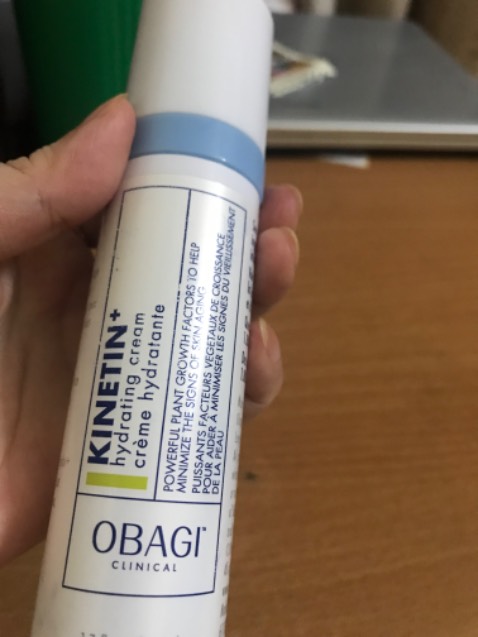 KINETIN+
hydrating cream
crème hydratante
POWERFUL PLANT GROWTH FACTORS TO HELP
MINIMIZE THE SIGNS OF SKIN AGING
PUISSANTS FACTEURS VÉGÉTAUX DE CROISSANCE
POUR AIDER À MINIMISER LES SIGNES DU VIEILLISSEMENT
DE LA PEAU
OBAGI™
CLINICAL